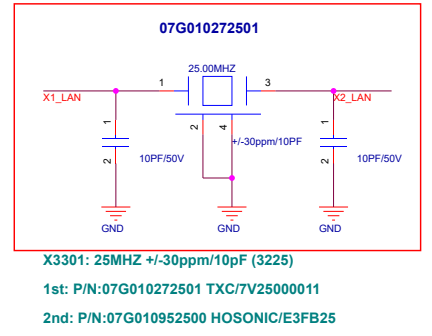 07G010272501
25.00MHZ
1
3
X1_LAN
X2_LAN
2
4
+/-30ppm/10PF
1
2
10PF/50V
1
2
10PF/50V
GND
GND
GND
X3301: 25MHZ +/-30ppm/10pF (3225)
1st: P/N:07G010272501 TXC/7V25000011
2nd: P/N:07G010952500 HOSONIC/E3FB25